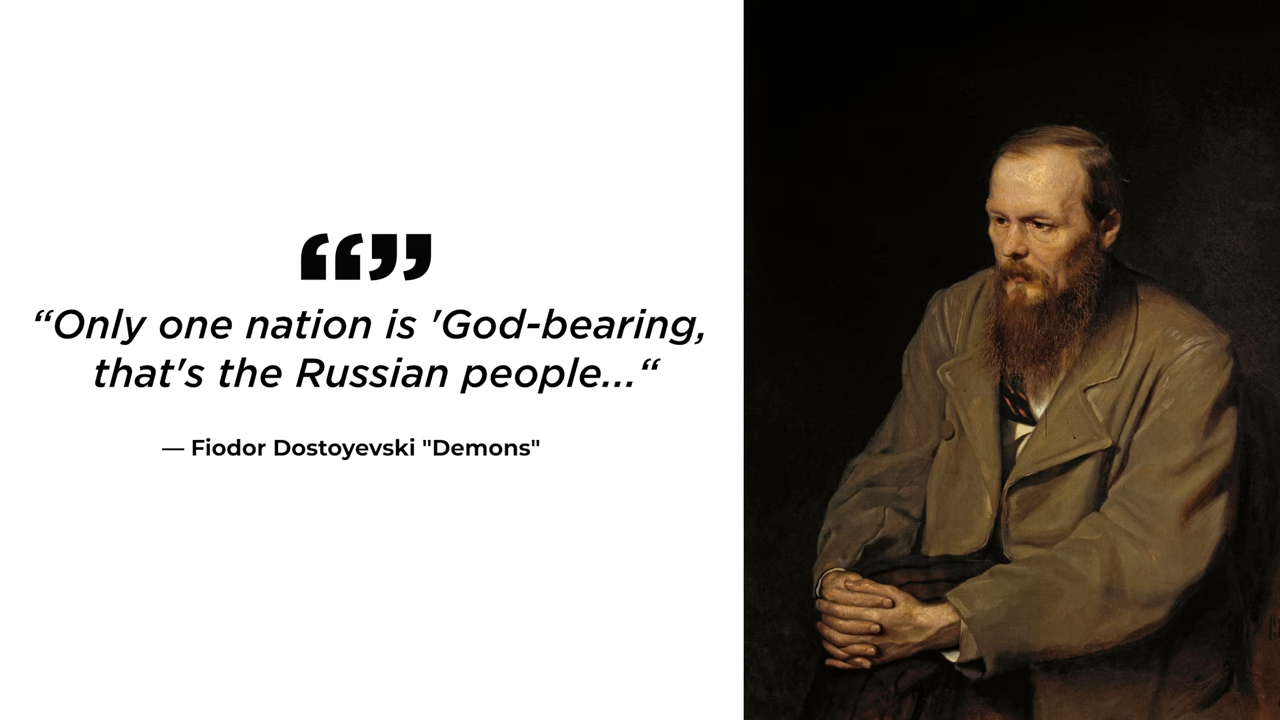 “”
“Only one nation is 'God-bearing,
that's the Russian people...“
— Fiodor Dostoyevski "Demons"